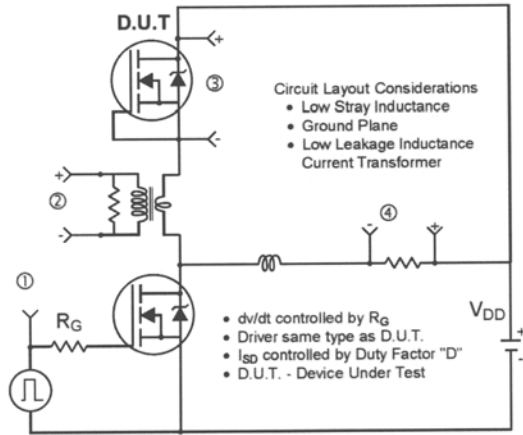 D.U.T
+
③
Circuit Layout Considerations
• Low Stray Inductance
• Ground Plane
• Low Leakage Inductance
Current Transformer
-
+
②
-
④
-
+
①
RG
• dv/dt controlled by RG
• Driver same type as D.U.T.
• ISD controlled by Duty Factor "D"
• D.U.T. - Device Under Test
VDD
+
-